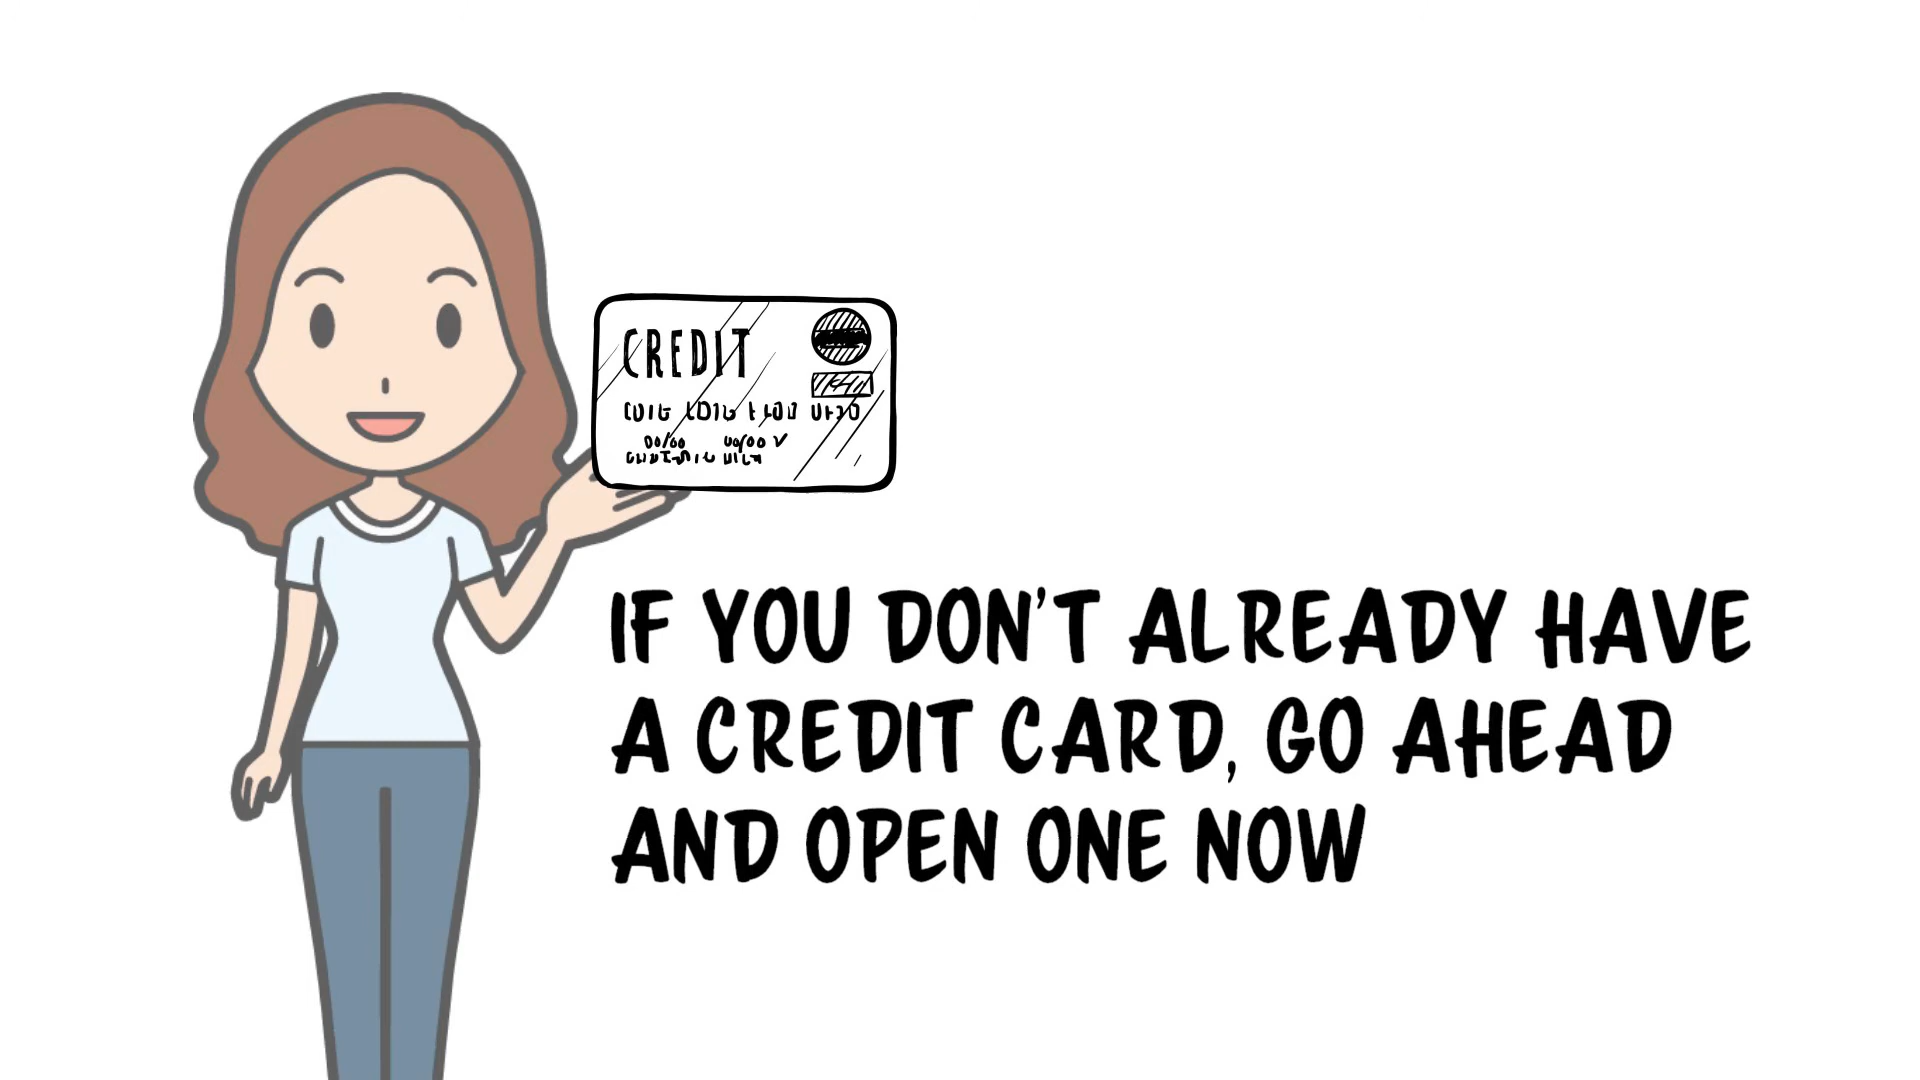 CREDIT
IF YOU DON'T ALREADY HAVE
A CREDIT CARD, GO AHEAD
AND OPEN ONE NOW